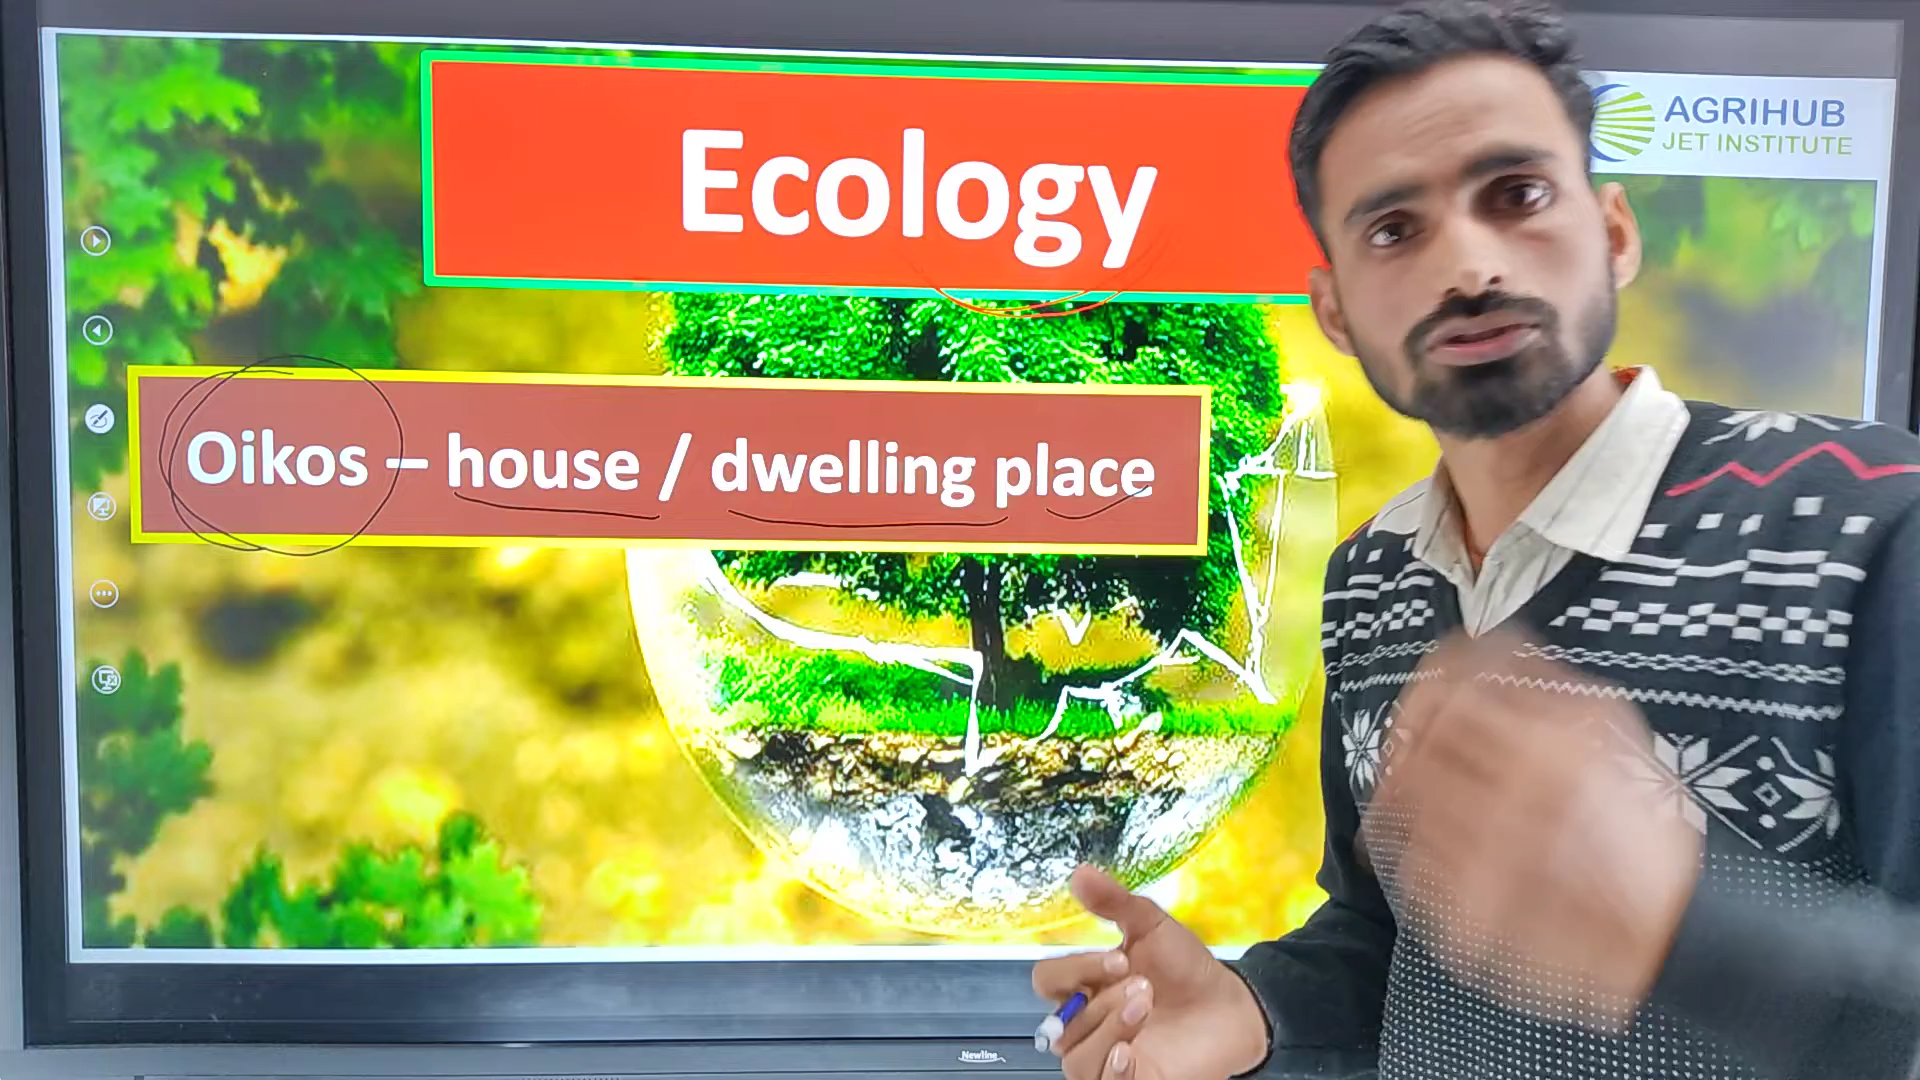 Ecology
AGRIHUB
JET INSTITUTE
Oikos – house / dwelling place
Newline